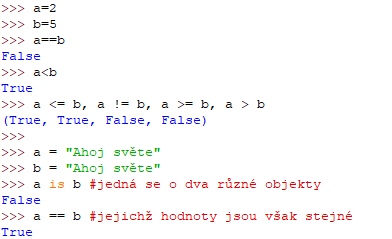 >>> a=2
>>> b=5
>>> a==b
False
>>> a<b
True
>>> a <= b, a != b, a >= b, a > b
(True, True, False, False)
>>>
>>> a = "Ahoj světe"
>>> b = "Ahoj světe"
>>> a is b #jedná se o dva různé objekty
False
>>> a == b #jejichž hodnoty jsou však stejné
True